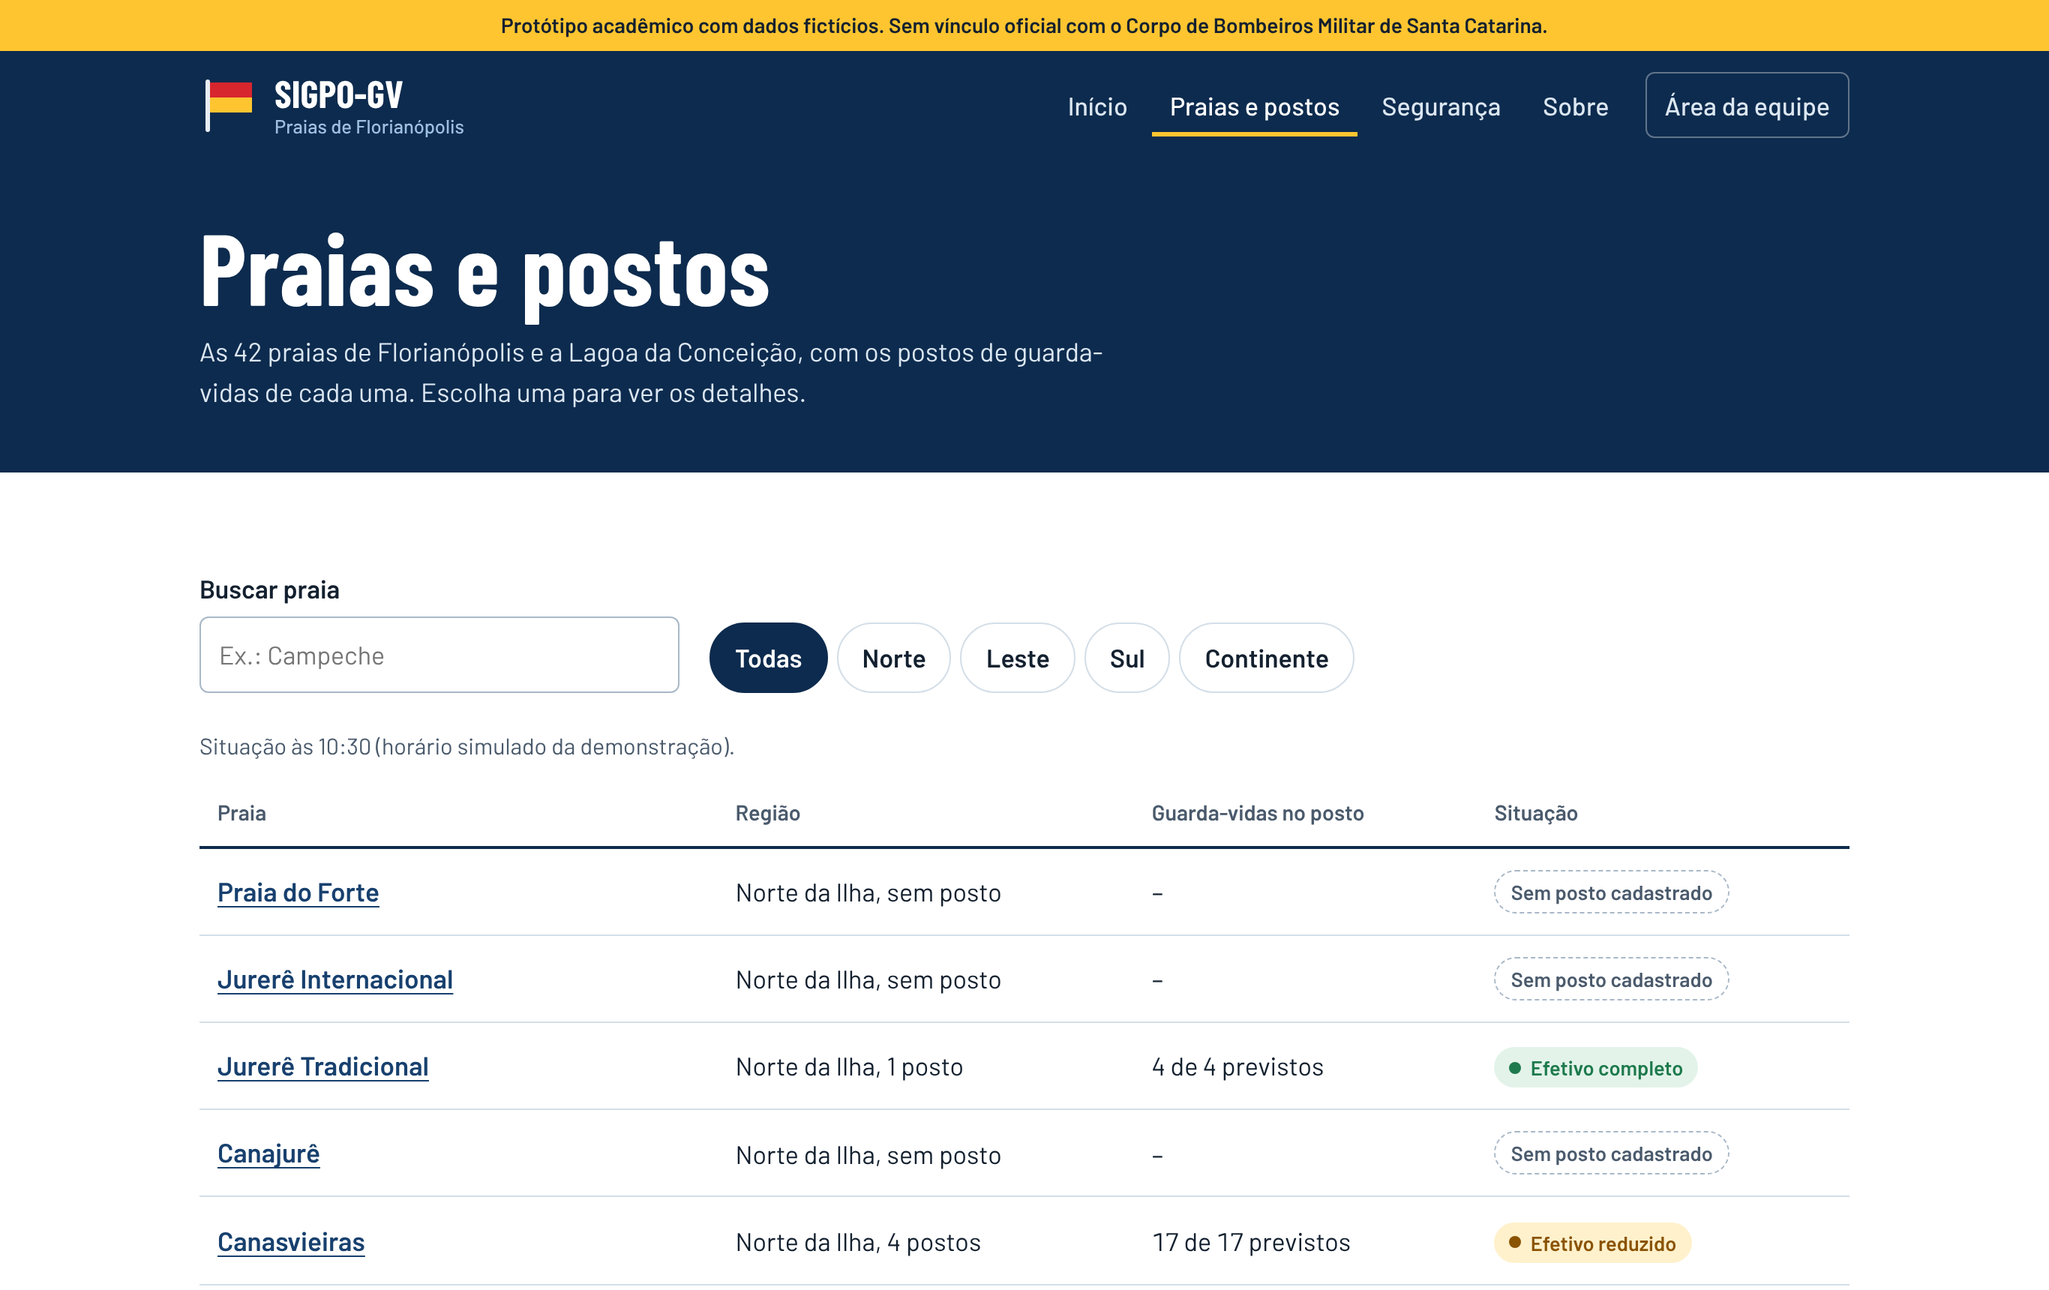 Protótipo acadêmico com dados fictícios. Sem vínculo oficial com o Corpo de Bombeiros Militar de Santa Catarina.
SIGPO-GV
Praias de Florianópolis
Início
Praias e postos
Segurança
Sobre
Área da equipe
Praias e postos
As 42 praias de Florianópolis e a Lagoa da Conceição, com os postos de guarda-
vidas de cada uma. Escolha uma para ver os detalhes.
Buscar praia
Ex.: Campeche
Todas
Norte
Leste
Sul
Continente
Situação às 10:30 (horário simulado da demonstração).
Praia Região Guarda-vidas no posto Situação
Praia do Forte Norte da Ilha, sem posto – Sem posto cadastrado
Jurerê Internacional Norte da Ilha, sem posto – Sem posto cadastrado
Jurerê Tradicional Norte da Ilha, 1 posto 4 de 4 previstos Efetivo completo
Canajurê Norte da Ilha, sem posto – Sem posto cadastrado
Canasvieiras Norte da Ilha, 4 postos 17 de 17 previstos Efetivo reduzido